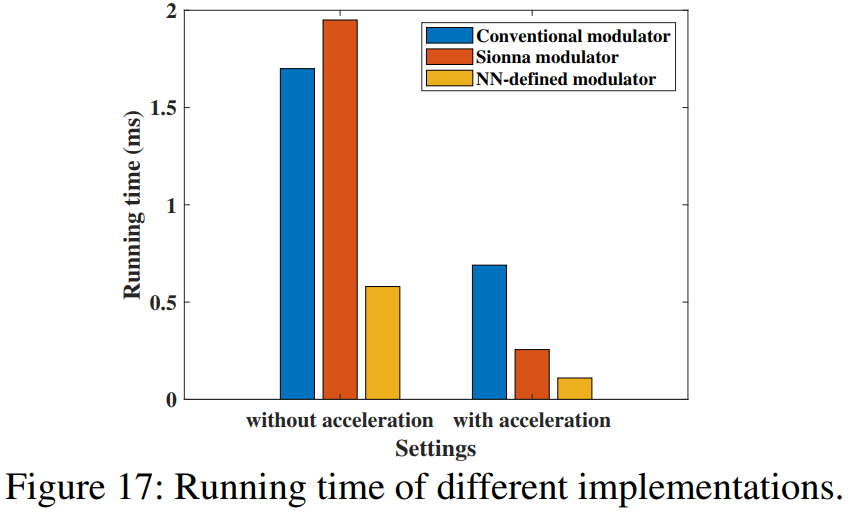 2
1.5
1
0.5
0
Running time (ms)
Conventional modulator
Sionna modulator
NN-defined modulator
without acceleration
with acceleration
Settings
Figure 17: Running time of different implementations.